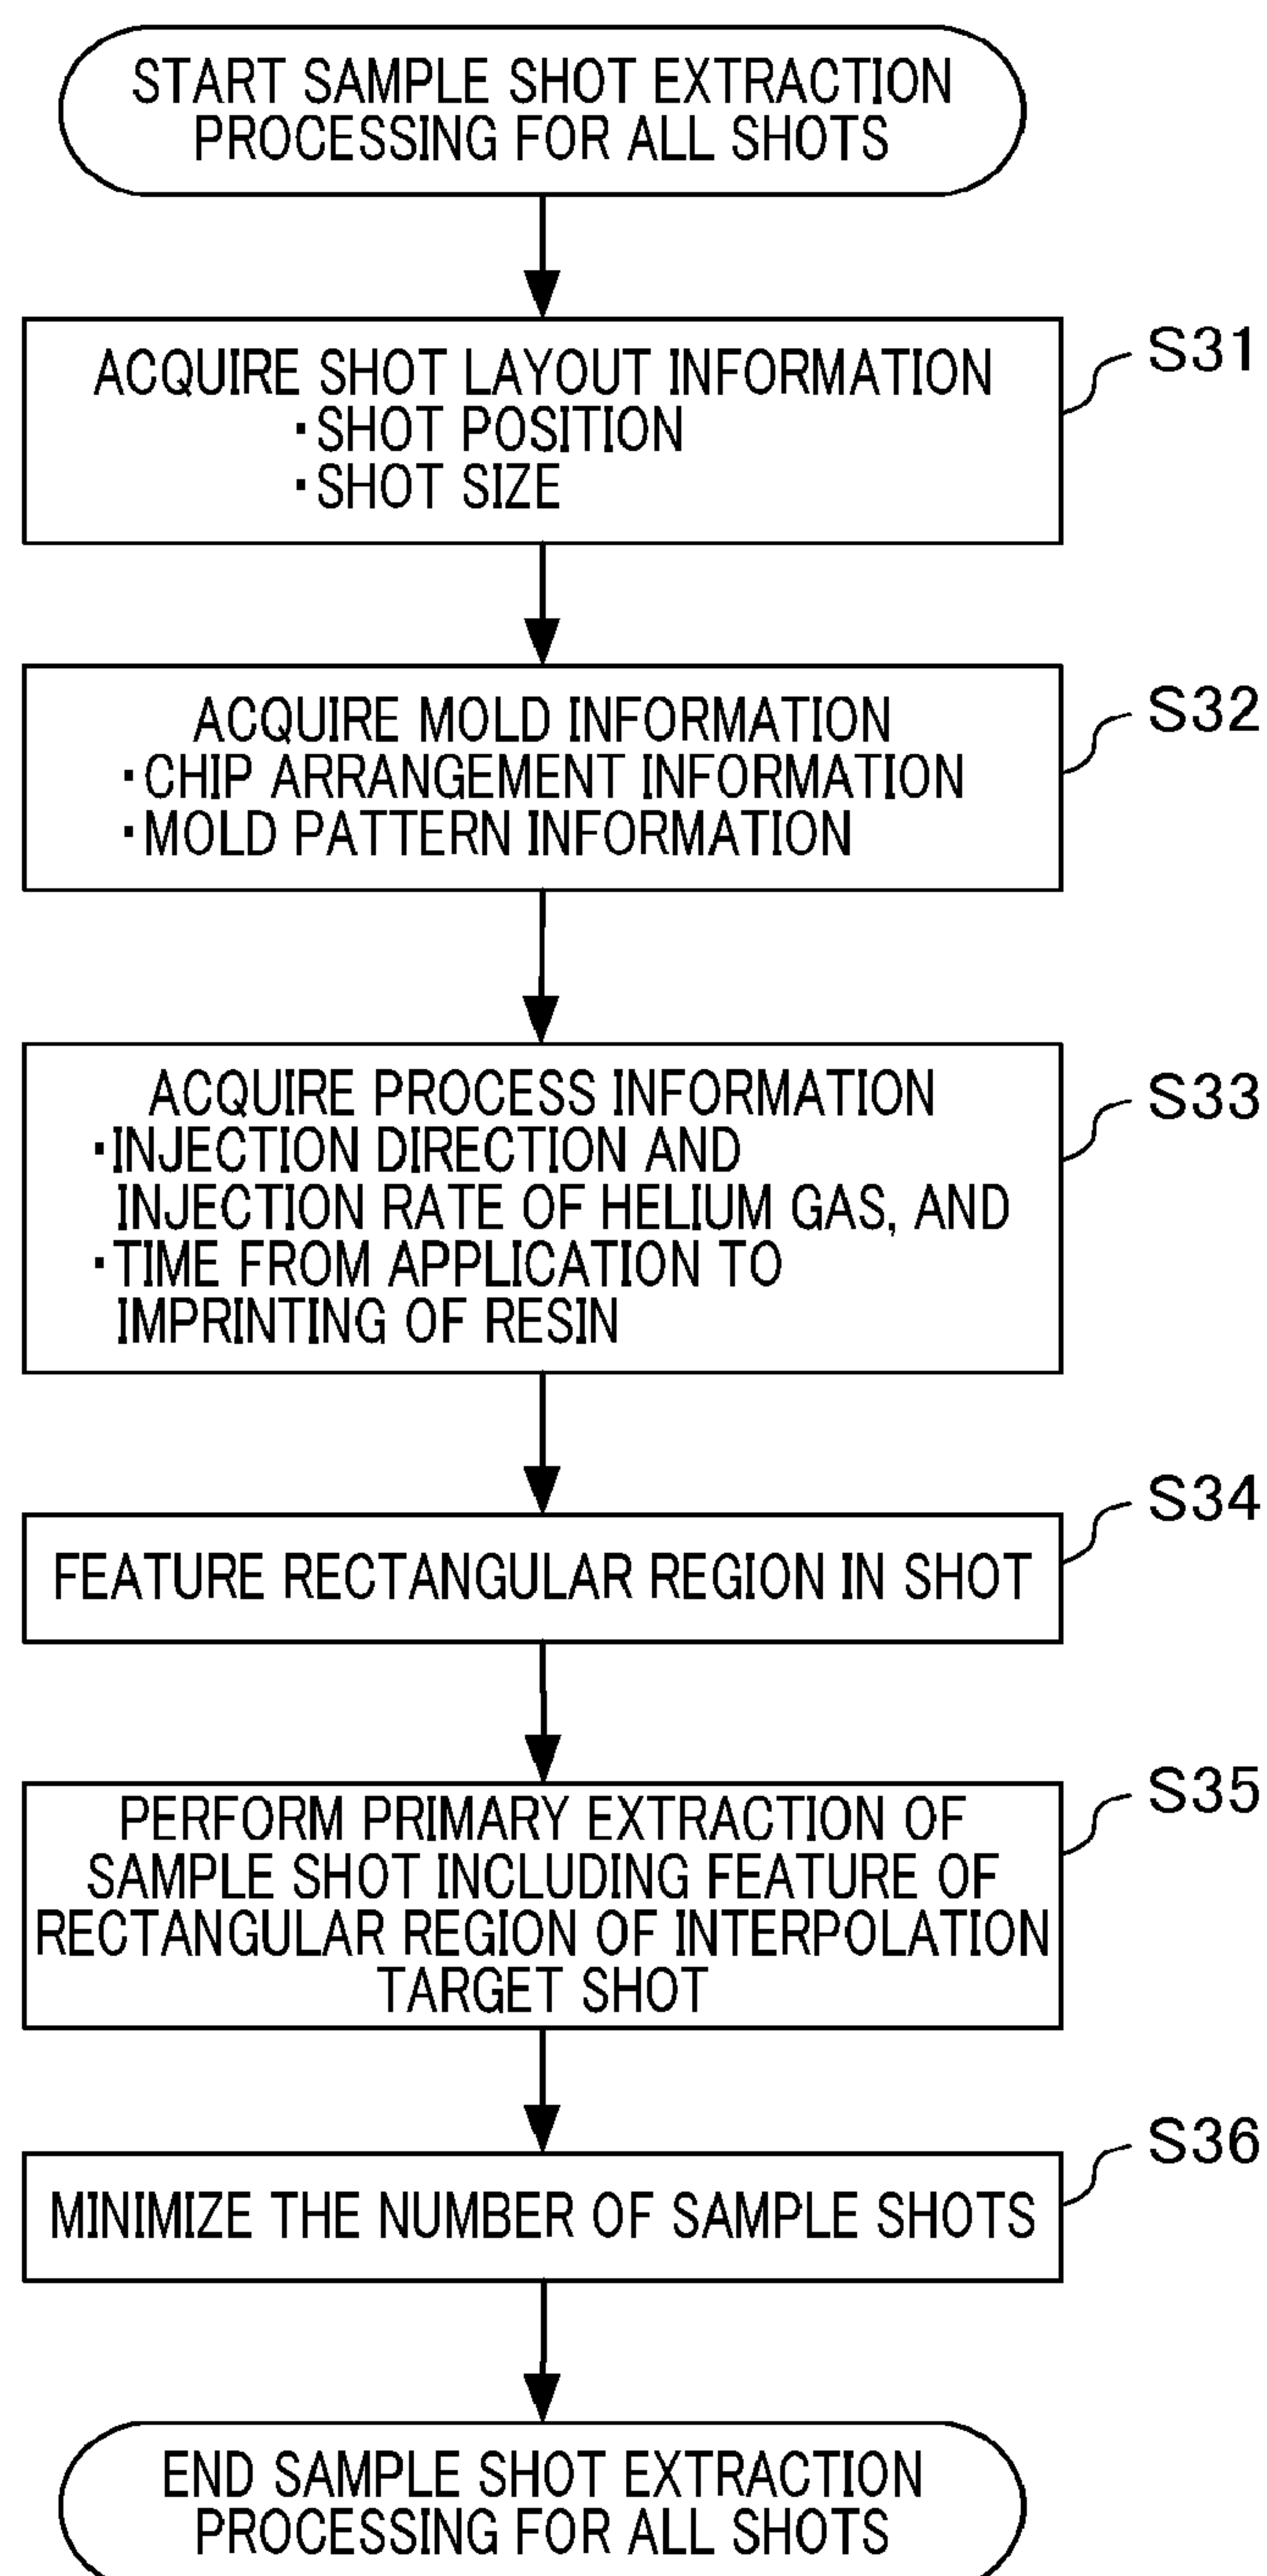 START SAMPLE SHOT EXTRACTION
PROCESSING FOR ALL SHOTS
S31
ACQUIRE SHOT LAYOUT INFORMATION
・SHOT POSITION
・SHOT SIZE
S32
ACQUIRE MOLD INFORMATION
・CHIP ARRANGEMENT INFORMATION
・MOLD PATTERN INFORMATION
S33
ACQUIRE PROCESS INFORMATION
・INJECTION DIRECTION AND
INJECTION RATE OF HELIUM GAS, AND
・TIME FROM APPLICATION TO
IMPRINTING OF RESIN
S34
FEATURE RECTANGULAR REGION IN SHOT
S35
PERFORM PRIMARY EXTRACTION OF
SAMPLE SHOT INCLUDING FEATURE OF
RECTANGULAR REGION OF INTERPOLATION
TARGET SHOT
S36
MINIMIZE THE NUMBER OF SAMPLE SHOTS
END SAMPLE SHOT EXTRACTION
PROCESSING FOR ALL SHOTS